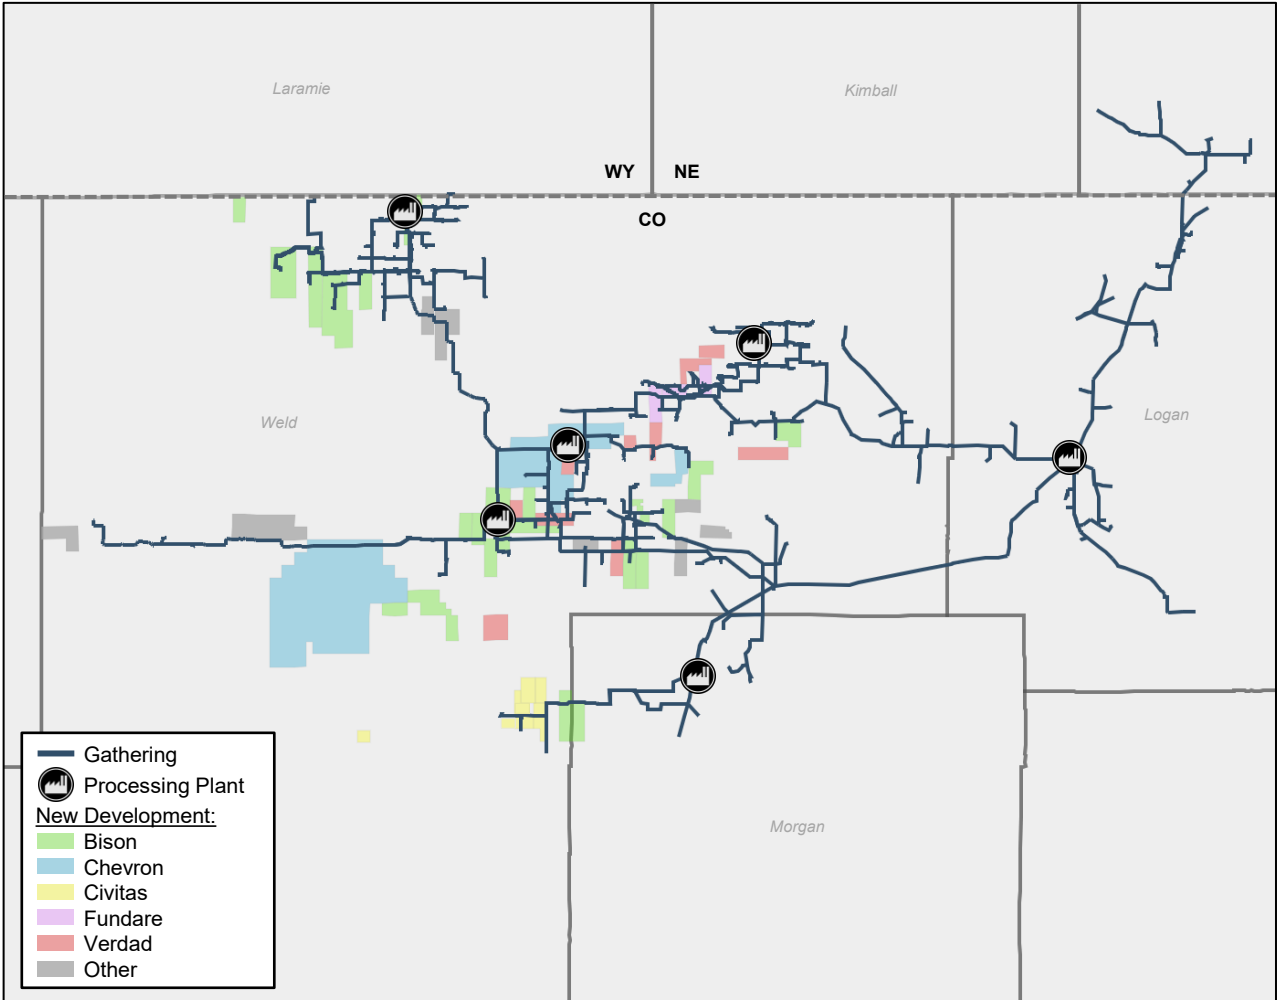 Laramie
Kimball
WY
NE
CO
Weld
Logan
Morgan
Gathering
Processing Plant
New Development:
Bison
Chevron
Civitas
Fundare
Verdad
Other